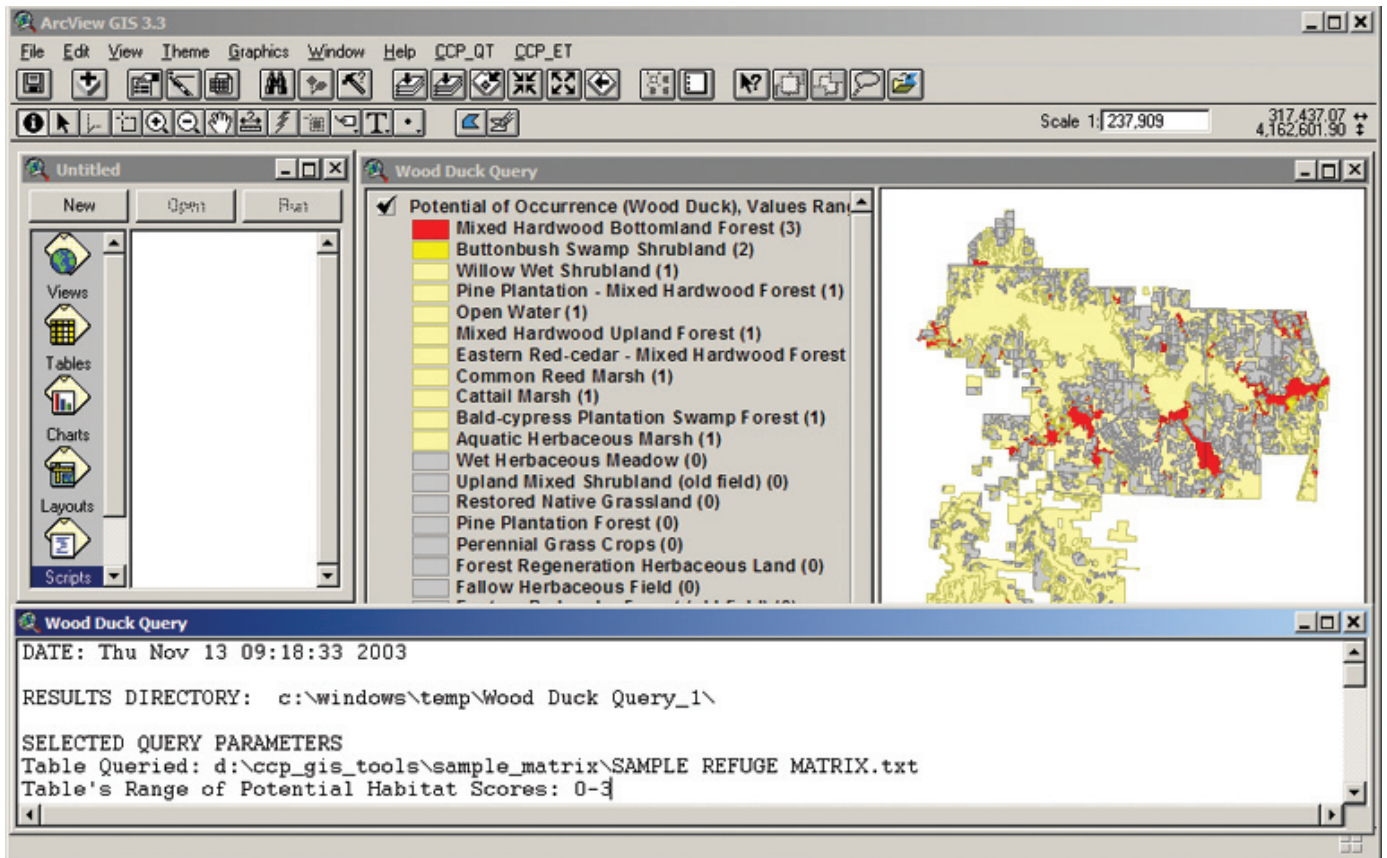 ArcView GIS 3.3
File Edit View Theme Graphics Window Help CCP_QT CCP_ET
Scale 1: 237,909
317,437.07
4,162,601.90
Untitled
New Open Run
Views
Tables
Charts
Layouts
Scripts
Wood Duck Query
Potential of Occurrence (Wood Duck), Values Rang
Mixed Hardwood Bottomland Forest (3)
Buttonbush Swamp Shrubland (2)
Willow Wet Shrubland (1)
Pine Plantation - Mixed Hardwood Forest (1)
Open Water (1)
Mixed Hardwood Upland Forest (1)
Eastern Red-cedar - Mixed Hardwood Forest
Common Reed Marsh (1)
Cattail Marsh (1)
Bald-cypress Plantation Swamp Forest (1)
Aquatic Herbaceous Marsh (1)
Wet Herbaceous Meadow (0)
Upland Mixed Shrubland (old field) (0)
Restored Native Grassland (0)
Pine Plantation Forest (0)
Perennial Grass Crops (0)
Forest Regeneration Herbaceous Land (0)
Fallow Herbaceous Field (0)
Wood Duck Query
DATE: Thu Nov 13 09:18:33 2003
RESULTS DIRECTORY: c:\windows\temp\Wood Duck Query_1\
SELECTED QUERY PARAMETERS
Table Queried: d:\ccp_gis_tools\sample_matrix\SAMPLE REFUGE MATRIX.txt
Table's Range of Potential Habitat Scores: 0-3